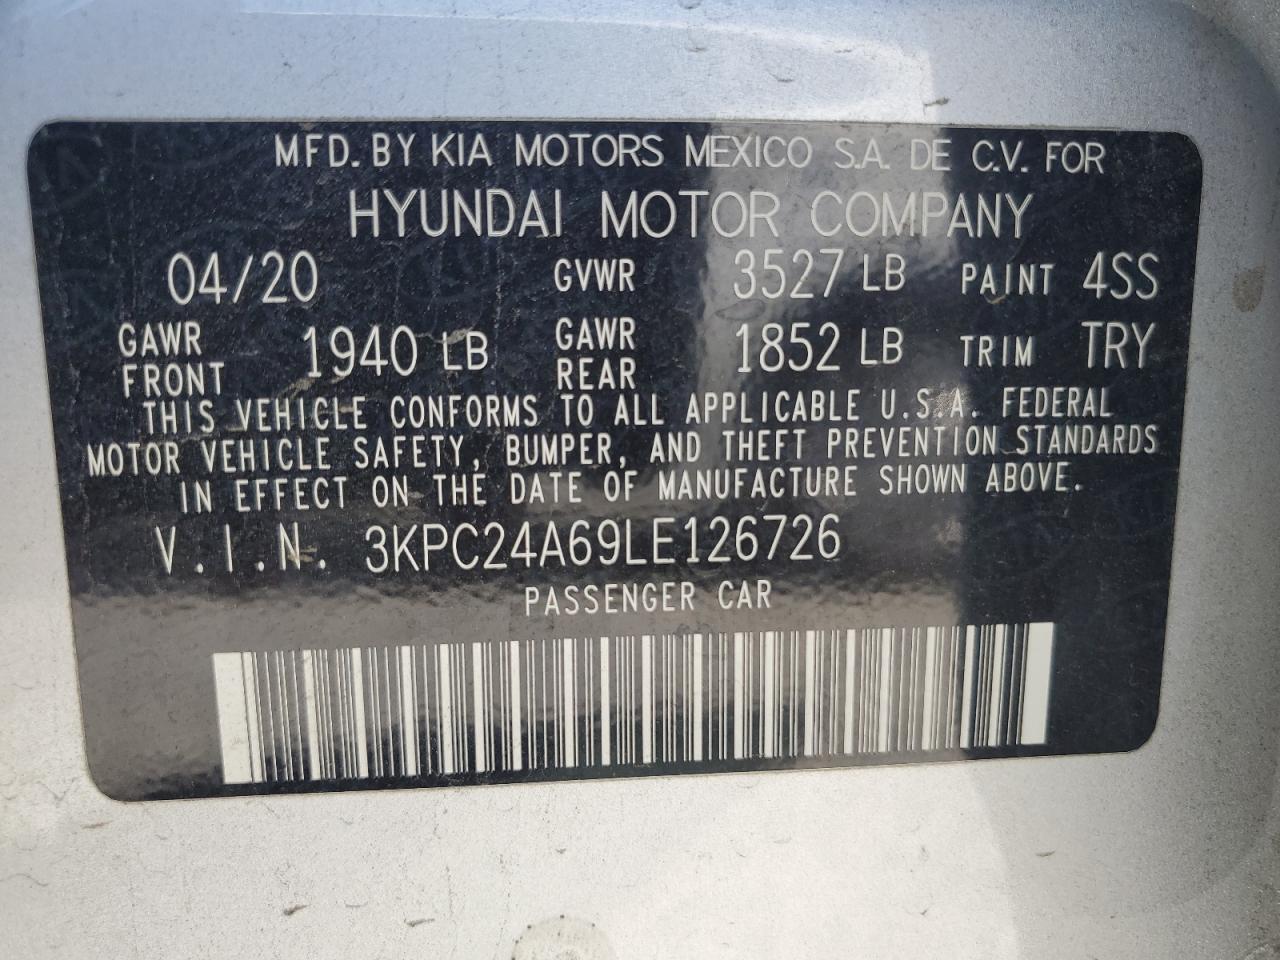 MFD. BY KIA MOTORS MEXICO S.A. DE C.V. FOR
HYUNDAI MOTOR COMPANY
04/20 GVWR 3527 LB PAINT 4SS
GAWR FRONT 1940 LB GAWR REAR 1852 LB TRIM TRY
THIS VEHICLE CONFORMS TO ALL APPLICABLE U.S.A. FEDERAL
MOTOR VEHICLE SAFETY, BUMPER, AND THEFT PREVENTION STANDARDS
IN EFFECT ON THE DATE OF MANUFACTURE SHOWN ABOVE.
V.I.N. 3KPC24A69LE126726
PASSENGER CAR